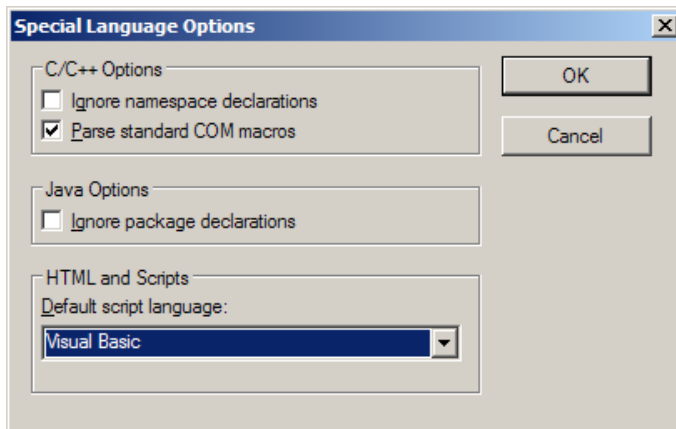 Special Language Options
C/C++ Options
Ignore namespace declarations
Parse standard COM macros
OK
Cancel
Java Options
Ignore package declarations
HTML and Scripts
Default script language:
Visual Basic